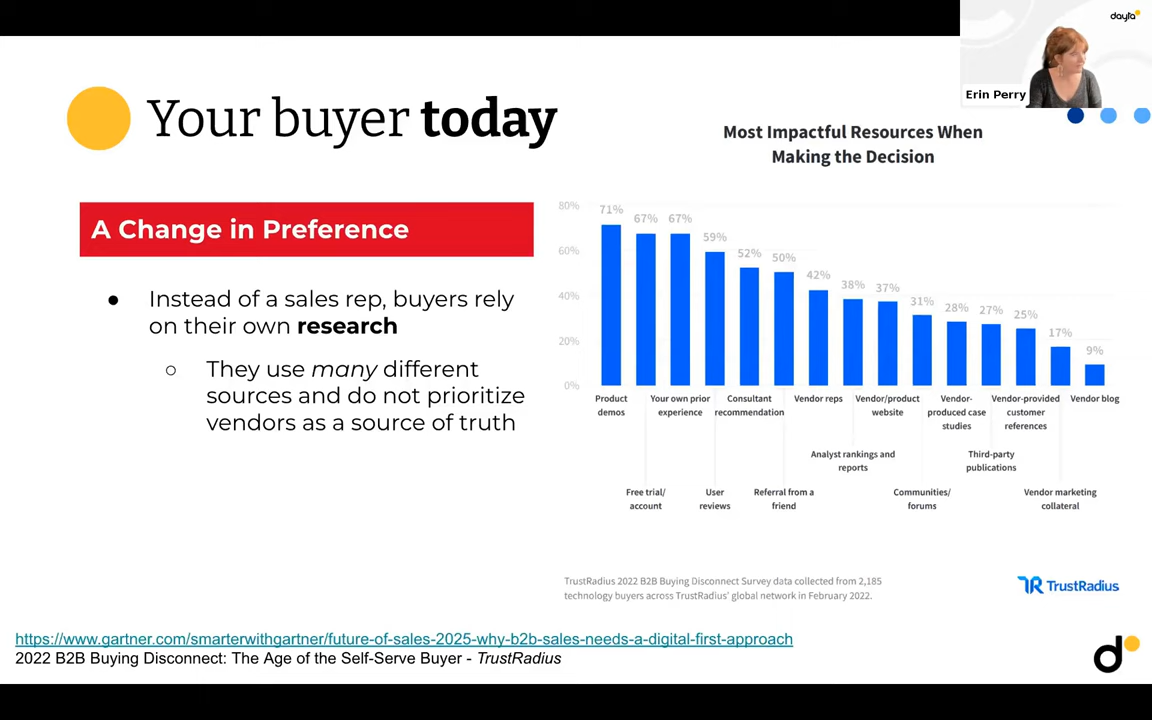 dayta
Erin Perry
Your buyer today
A Change in Preference
● Instead of a sales rep, buyers rely
on their own research
○ They use many different
sources and do not prioritize
vendors as a source of truth
Most Impactful Resources When
Making the Decision
80%
60%
40%
20%
0%
71%
67%
67%
59%
52%
50%
42%
38%
37%
31%
28%
27%
25%
17%
9%
Product
demos
Free trial/
account
Your own prior
experience
User
reviews
Consultant
recommendation
Referral from a
friend
Vendor reps
Analyst rankings and
reports
Vendor/product
website
Communities/
forums
Vendor-
produced case
studies
Third-party
publications
Vendor-provided
customer
references
Vendor marketing
collateral
Vendor blog
TrustRadius 2022 B2B Buying Disconnect Survey data collected from 2,185
technology buyers across TrustRadius' global network in February 2022.
TrustRadius
https://www.gartner.com/smarterwithgartner/future-of-sales-2025-why-b2b-sales-needs-a-digital-first-approach
2022 B2B Buying Disconnect: The Age of the Self-Serve Buyer - TrustRadius
d